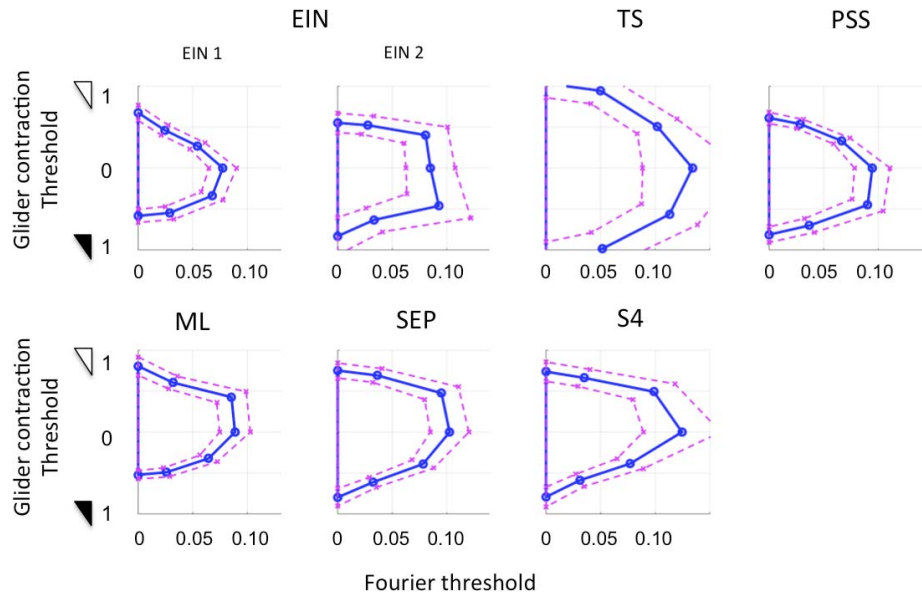 EIN TS PSS
EIN 1 EIN 2
Glider contraction
Threshold
1
0
1
0 0.05 0.10
0 0.05 0.10
0 0.05 0.10
0 0.05 0.10
ML SEP S4
Glider contraction
Threshold
1
0
1
0 0.05 0.10
0 0.05 0.10
0 0.05 0.10
Fourier threshold